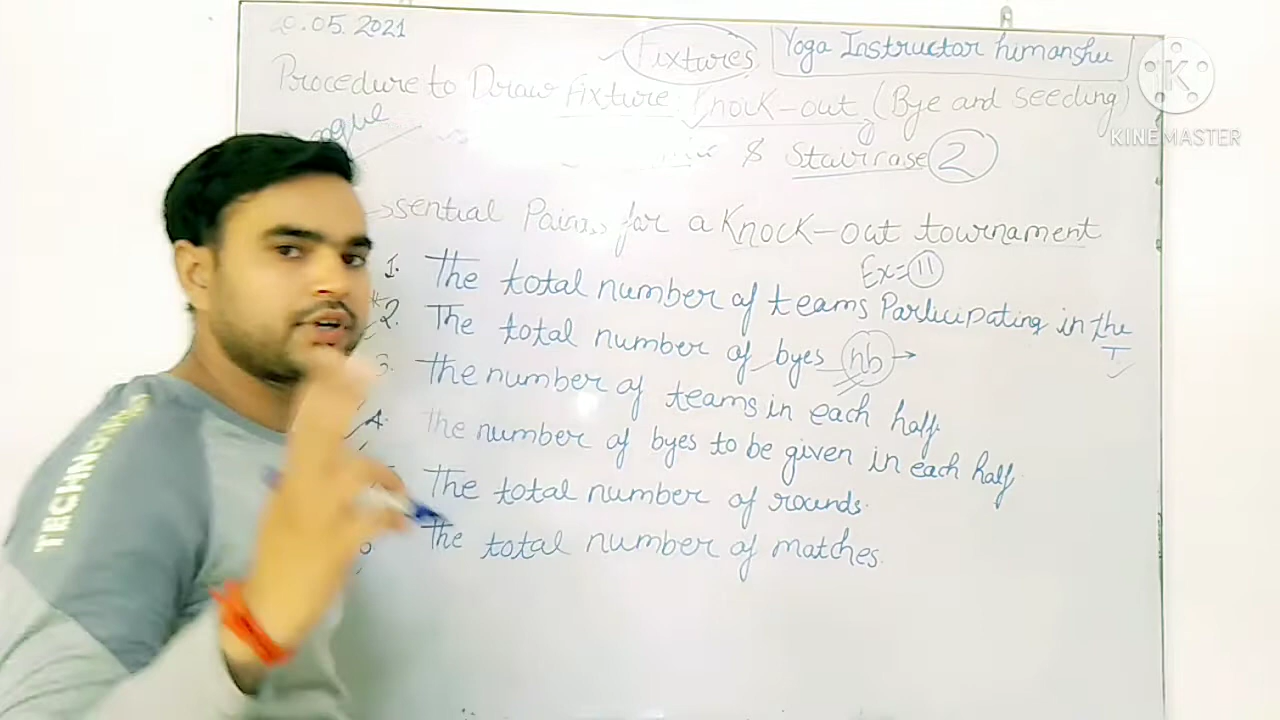 .05.2021
Fixtures
Yoga Instructor himanshu
Procedure to Draw Fixture: Knock-out (Bye and seeding)
& Staircase 2
sential for a Knock-out tournament
Ex=11
1. The total number of teams Participating in the T
2. The total number of byes nb →
3. The number of teams in each half
4. The number of byes to be given in each half
The total number of rounds.
The total number of matches.
TECHNO
K
KINEMASTER